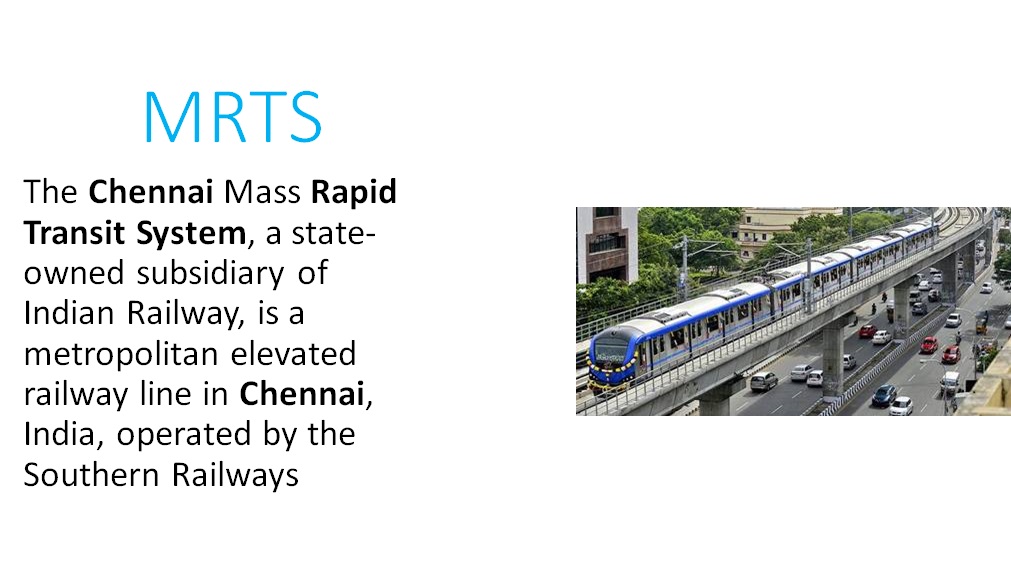 MRTS
The Chennai Mass Rapid
Transit System, a state-
owned subsidiary of
Indian Railway, is a
metropolitan elevated
railway line in Chennai,
India, operated by the
Southern Railways